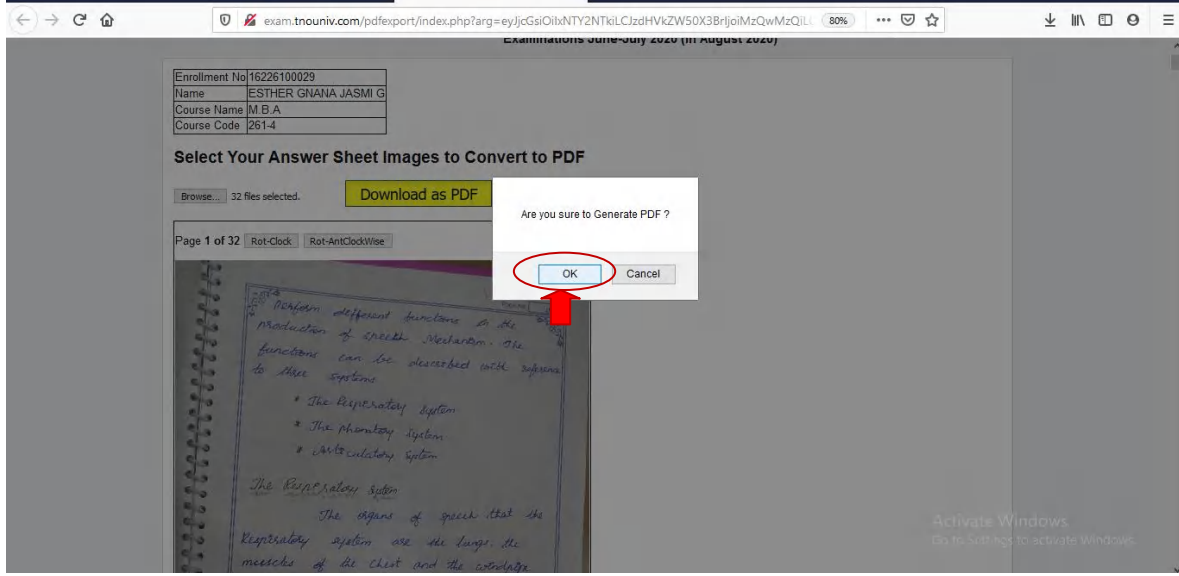 exam.tnouniv.com/pdfexport/index.php?arg=eyJjcGsiOiIxNTY2NTkiLCJzdHVkZW50X3BrIjoiMzQwMzQiL
80%
Examinations June-July 2020 (in August 2020)
Enrollment No 16226100029
Name ESTHER GNANA JASMI G
Course Name M.B.A
Course Code 261-4
Select Your Answer Sheet Images to Convert to PDF
Browse... 32 files selected. Download as PDF
Are you sure to Generate PDF ?
OK Cancel
Page 1 of 32 Rot-Clock Rot-AntClockWise
Perform different functions in the
production of speech Mechanism. The
functions can be described with reference
to three systems
* The Respiratory System
* The phonatory System
* Articulatory System
The Respiratory System
The organs of speech that the
Respiratory system are the lungs, the
muscles of the chest and the windpipe
Activate Windows
Go to Settings to activate Windows.